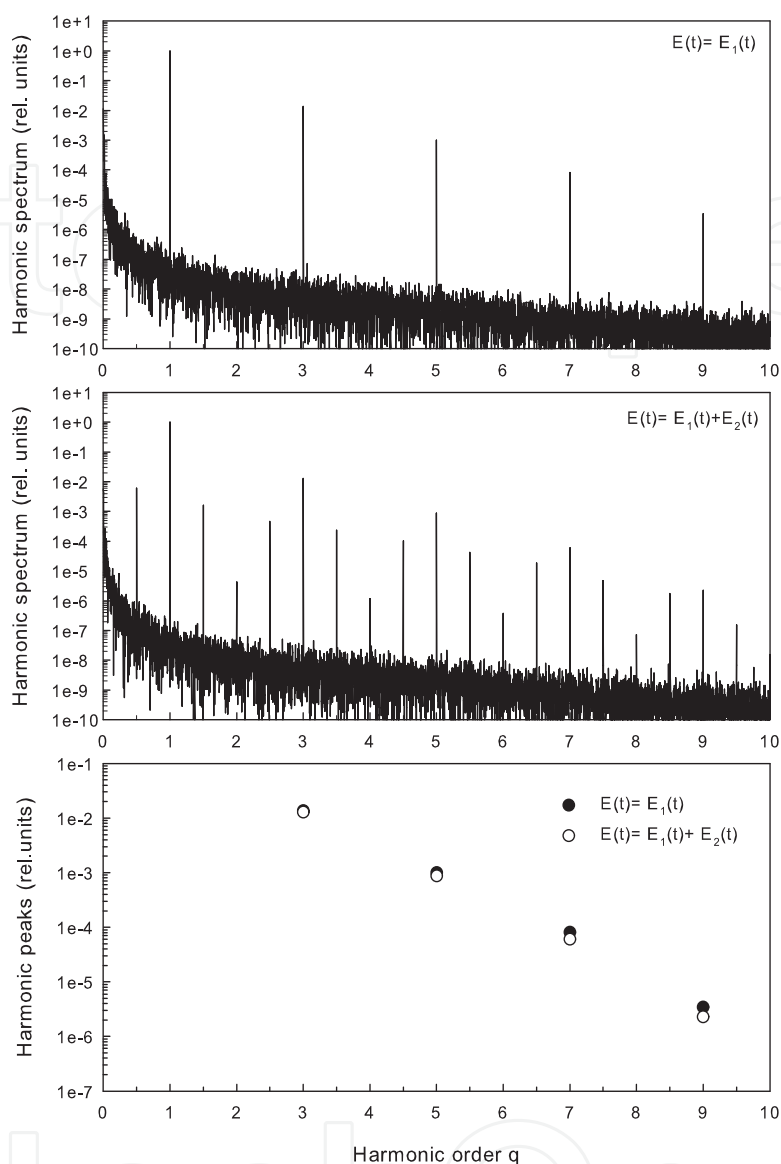 Harmonic spectrum (rel. units)
E(t)= E1(t)
1e+1
1e+0
1e-1
1e-2
1e-3
1e-4
1e-5
1e-6
1e-7
1e-8
1e-9
1e-10
0 1 2 3 4 5 6 7 8 9 10
Harmonic spectrum (rel. units)
E(t)= E1(t)+E2(t)
1e+1
1e+0
1e-1
1e-2
1e-3
1e-4
1e-5
1e-6
1e-7
1e-8
1e-9
1e-10
0 1 2 3 4 5 6 7 8 9 10
Harmonic peaks (rel.units)
1e-1
1e-2
1e-3
1e-4
1e-5
1e-6
1e-7
E(t)= E1(t)
E(t)= E1(t)+ E2(t)
0 1 2 3 4 5 6 7 8 9 10
Harmonic order q